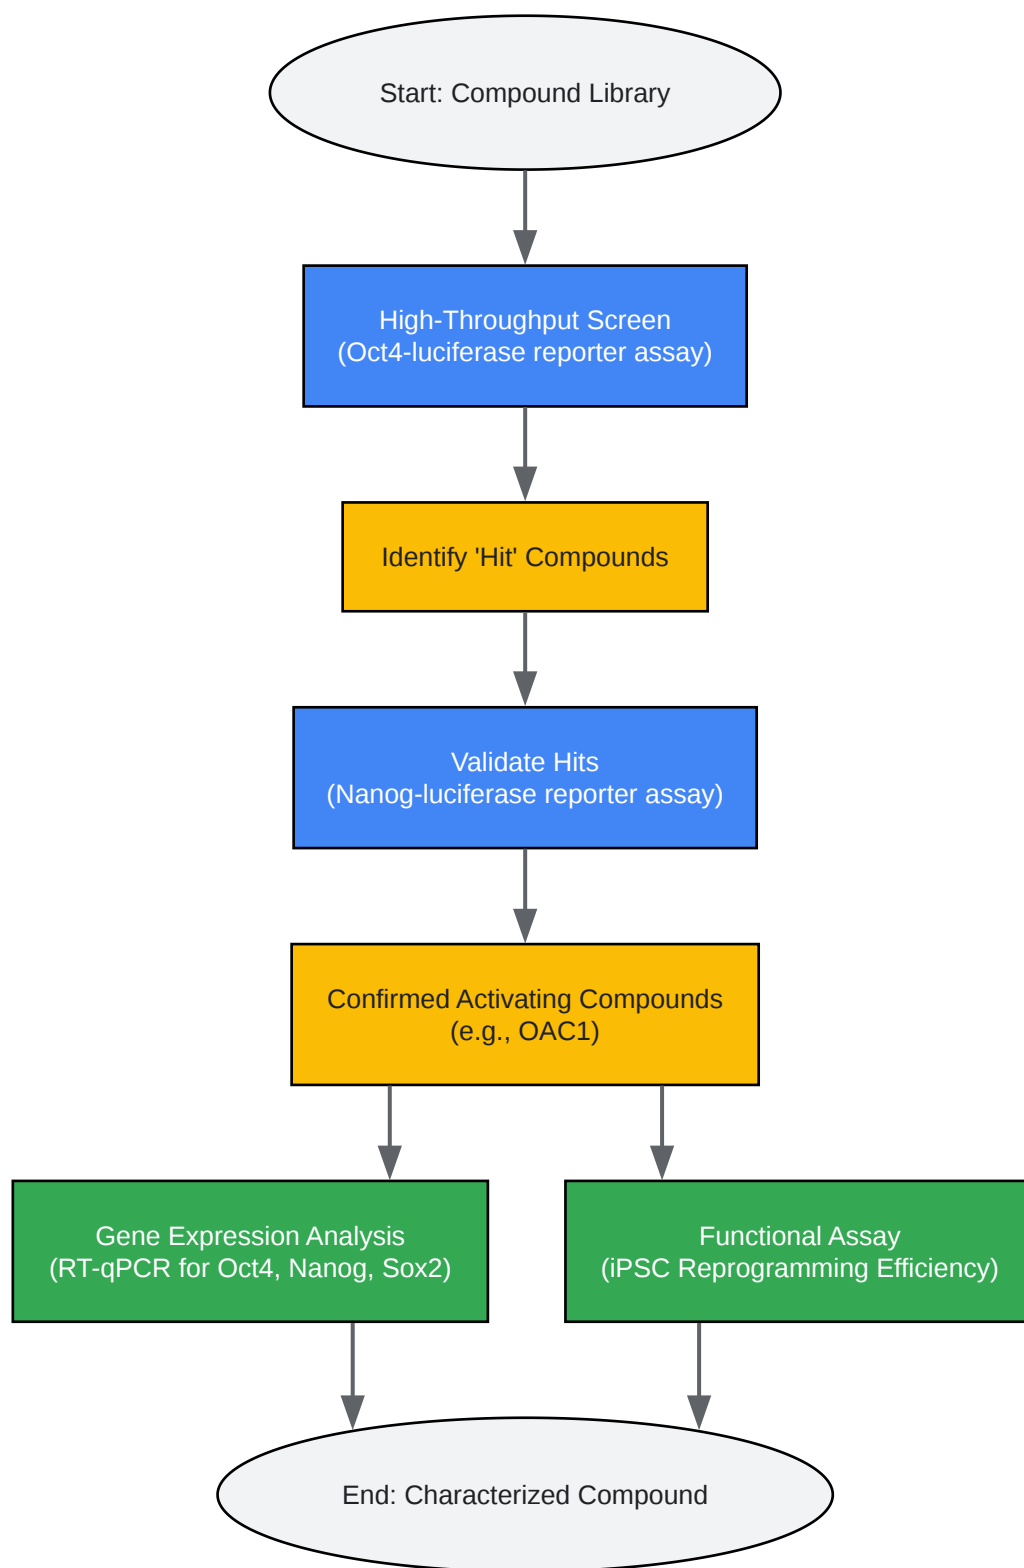 Start: Compound Library
High-Throughput Screen
(Oct4-luciferase reporter assay)
Identify 'Hit' Compounds
Validate Hits
(Nanog-luciferase reporter assay)
Confirmed Activating Compounds
(e.g., OAC1)
Gene Expression Analysis
(RT-qPCR for Oct4, Nanog, Sox2)
Functional Assay
(iPSC Reprogramming Efficiency)
End: Characterized Compound